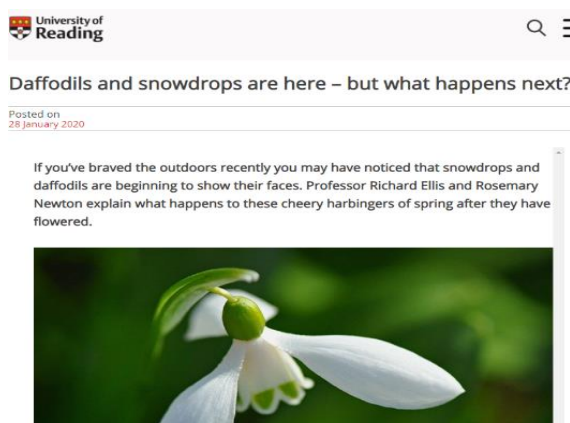 University of
Reading
Daffodils and snowdrops are here – but what happens next?
Posted on
28 January 2020
If you've braved the outdoors recently you may have noticed that snowdrops and
daffodils are beginning to show their faces. Professor Richard Ellis and Rosemary
Newton explain what happens to these cheery harbingers of spring after they have
flowered.